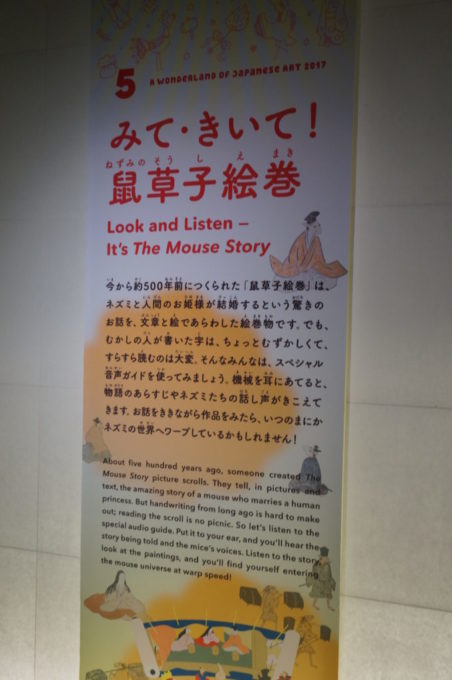 5 A WONDERLAND OF JAPANESE ART 2017
みて・きいて！
ねずみのそうしえまき
鼠草子絵巻
Look and Listen –
It's The Mouse Story
今から約500年前につくられた「鼠草子絵巻」は、
ネズミと人間のお姫様が結婚するという驚きの
お話を、文章と絵であらわした絵巻物です。でも、
むかしの人が書いた字は、ちょっとむずかしくて、
すらすら読むのは大変。そんなみんなは、スペシャル
音声ガイドを使ってみましょう。機械を耳にあてると、
物語のあらすじやネズミたちの話し声がきこえて
きます。お話をききながら作品をみたら、いつのまにか
ネズミの世界へワープしているかもしれません！
About five hundred years ago, someone created The
Mouse Story picture scrolls. They tell, in pictures and
text, the amazing story of a mouse who marries a human
princess. But handwriting from long ago is hard to make
out; reading the scroll is no picnic. So let's listen to the
special audio guide. Put it to your ear, and you'll hear the
story being told and the mice's voices. Listen to the story,
look at the paintings, and you'll find yourself entering
the mouse universe at warp speed!